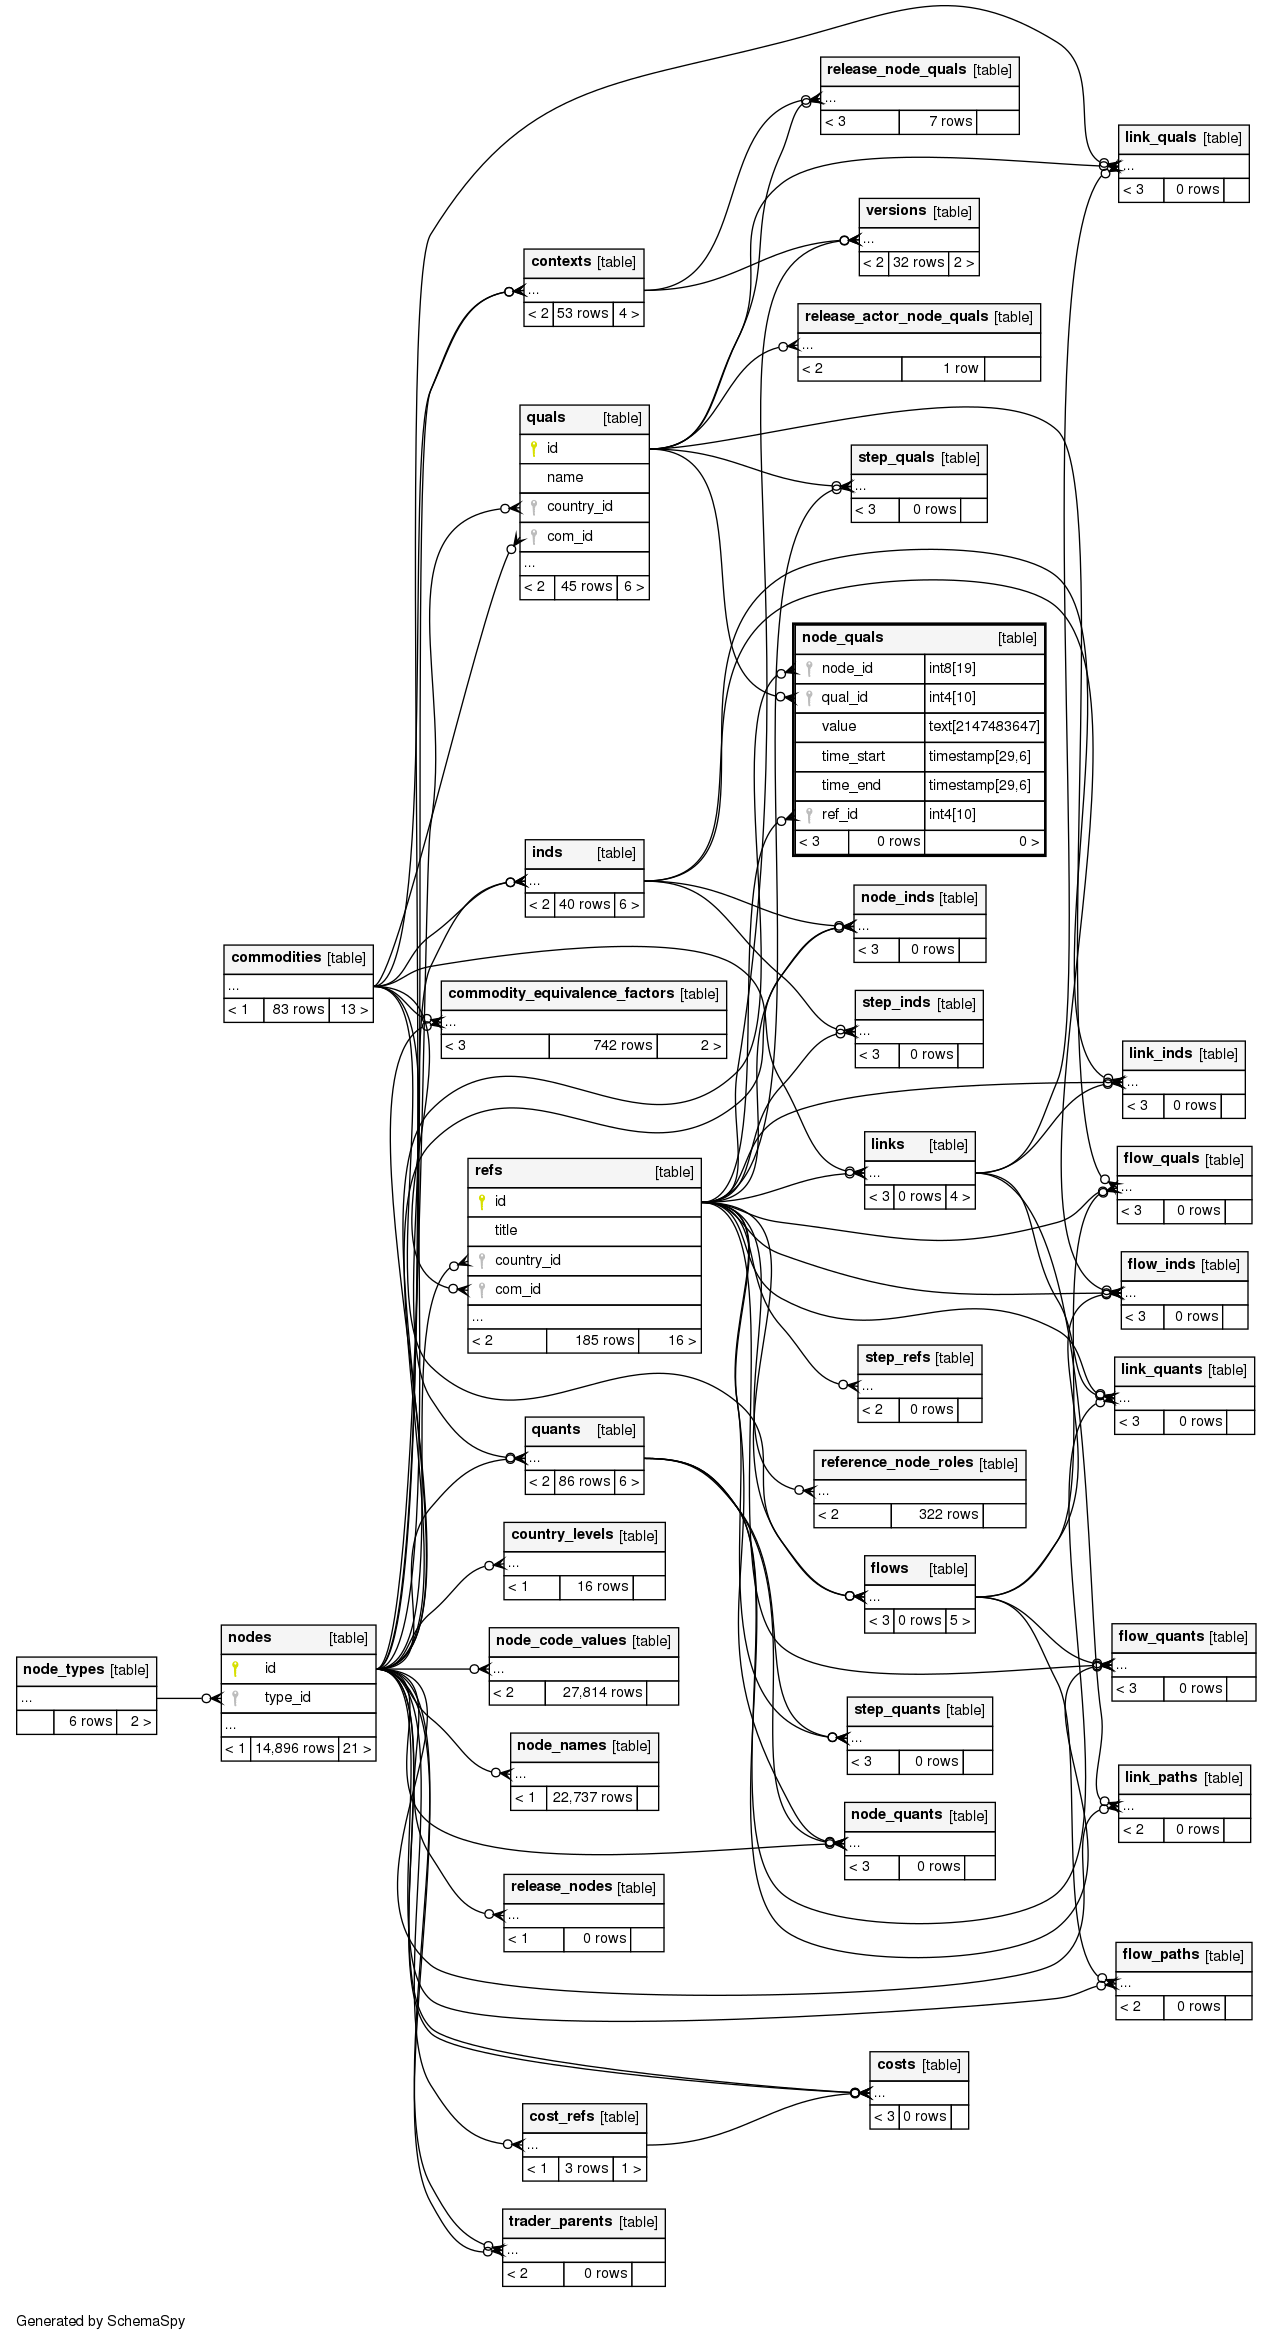 release_node_quals [table]
...
< 3 7 rows
link_quals [table]
...
< 3 0 rows
versions [table]
...
< 2 32 rows 2 >
contexts [table]
...
< 2 53 rows 4 >
release_actor_node_quals [table]
...
< 2 1 row
quals [table]
id
name
country_id
com_id
...
< 2 45 rows 6 >
step_quals [table]
...
< 3 0 rows
node_quals [table]
node_id int8[19]
qual_id int4[10]
value text[2147483647]
time_start timestamp[29,6]
time_end timestamp[29,6]
ref_id int4[10]
< 3 0 rows 0 >
inds [table]
...
< 2 40 rows 6 >
node_inds [table]
...
< 3 0 rows
commodities [table]
...
< 1 83 rows 13 >
commodity_equivalence_factors [table]
...
< 3 742 rows 2 >
step_inds [table]
...
< 3 0 rows
link_inds [table]
...
< 3 0 rows
links [table]
...
< 3 0 rows 4 >
flow_quals [table]
...
< 3 0 rows
refs [table]
id
title
country_id
com_id
...
< 2 185 rows 16 >
flow_inds [table]
...
< 3 0 rows
step_refs [table]
...
< 2 0 rows
link_quants [table]
...
< 3 0 rows
quants [table]
...
< 2 86 rows 6 >
reference_node_roles [table]
...
< 2 322 rows
country_levels [table]
...
< 1 16 rows
flows [table]
...
< 3 0 rows 5 >
node_types [table]
...
6 rows 2 >
nodes [table]
id
type_id
...
< 1 14,896 rows 21 >
node_code_values [table]
...
< 2 27,814 rows
flow_quants [table]
...
< 3 0 rows
step_quants [table]
...
< 3 0 rows
node_names [table]
...
< 1 22,737 rows
link_paths [table]
...
< 2 0 rows
node_quants [table]
...
< 3 0 rows
release_nodes [table]
...
< 1 0 rows
flow_paths [table]
...
< 2 0 rows
costs [table]
...
< 3 0 rows
cost_refs [table]
...
< 1 3 rows 1 >
trader_parents [table]
...
< 2 0 rows
Generated by SchemaSpy